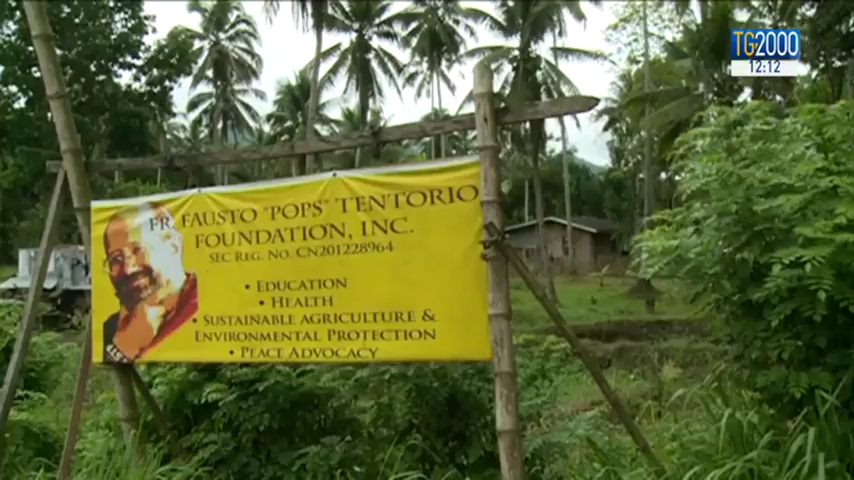 TG2000
12:12
FR. FAUSTO "POPS" TENTORIO
FOUNDATION, INC.
SEC REG. NO. CN201228964
• EDUCATION
• HEALTH
• SUSTAINABLE AGRICULTURE &
ENVIRONMENTAL PROTECTION
• PEACE ADVOCACY